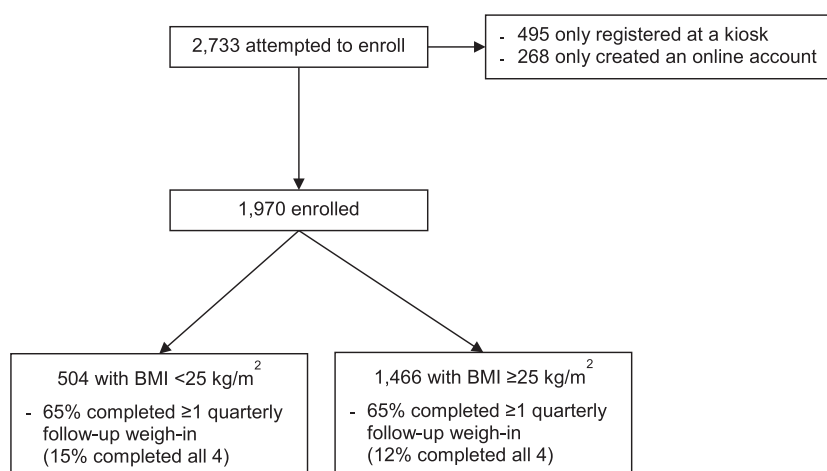 2,733 attempted to enroll
- 495 only registered at a kiosk
- 268 only created an online account
1,970 enrolled
504 with BMI <25 kg/m²
- 65% completed ≥1 quarterly
follow-up weigh-in
(15% completed all 4)
1,466 with BMI ≥25 kg/m²
- 65% completed ≥1 quarterly
follow-up weigh-in
(12% completed all 4)